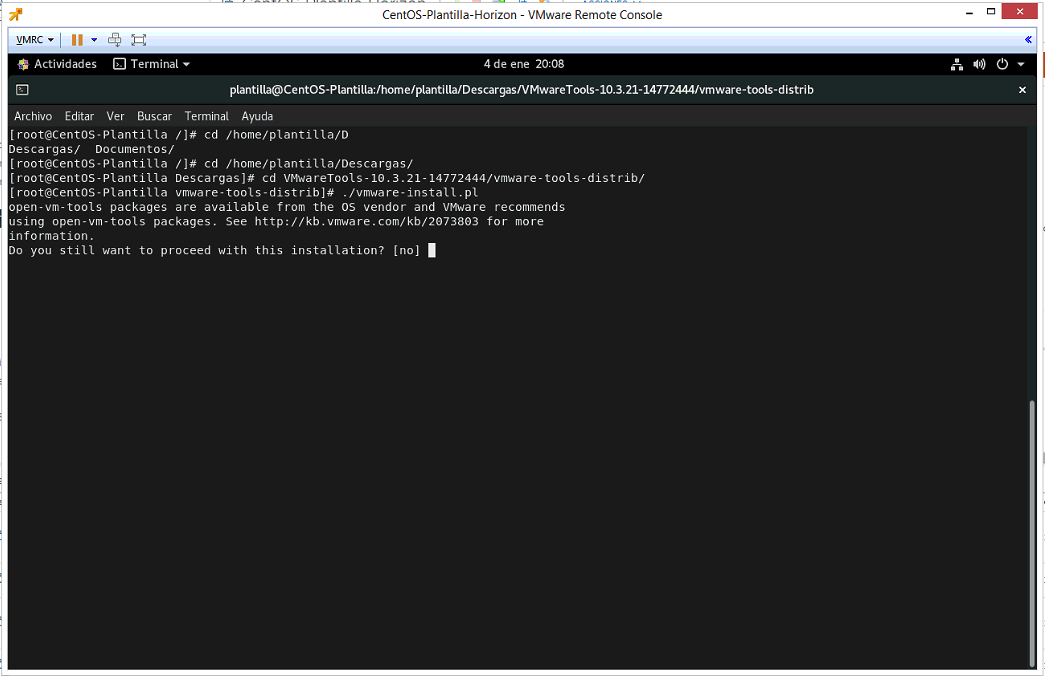 CentOS-Plantilla-Horizon - VMware Remote Console
VMRC
Actividades Terminal 4 de ene 20:08
plantilla@CentOS-Plantilla:/home/plantilla/Descargas/VMwareTools-10.3.21-14772444/vmware-tools-distrib
Archivo Editar Ver Buscar Terminal Ayuda
[root@CentOS-Plantilla /]# cd /home/plantilla/D
Descargas/ Documentos/
[root@CentOS-Plantilla /]# cd /home/plantilla/Descargas/
[root@CentOS-Plantilla Descargas]# cd VMwareTools-10.3.21-14772444/vmware-tools-distrib/
[root@CentOS-Plantilla vmware-tools-distrib]# ./vmware-install.pl
open-vm-tools packages are available from the OS vendor and VMware recommends
using open-vm-tools packages. See http://kb.vmware.com/kb/2073803 for more
information.
Do you still want to proceed with this installation? [no]